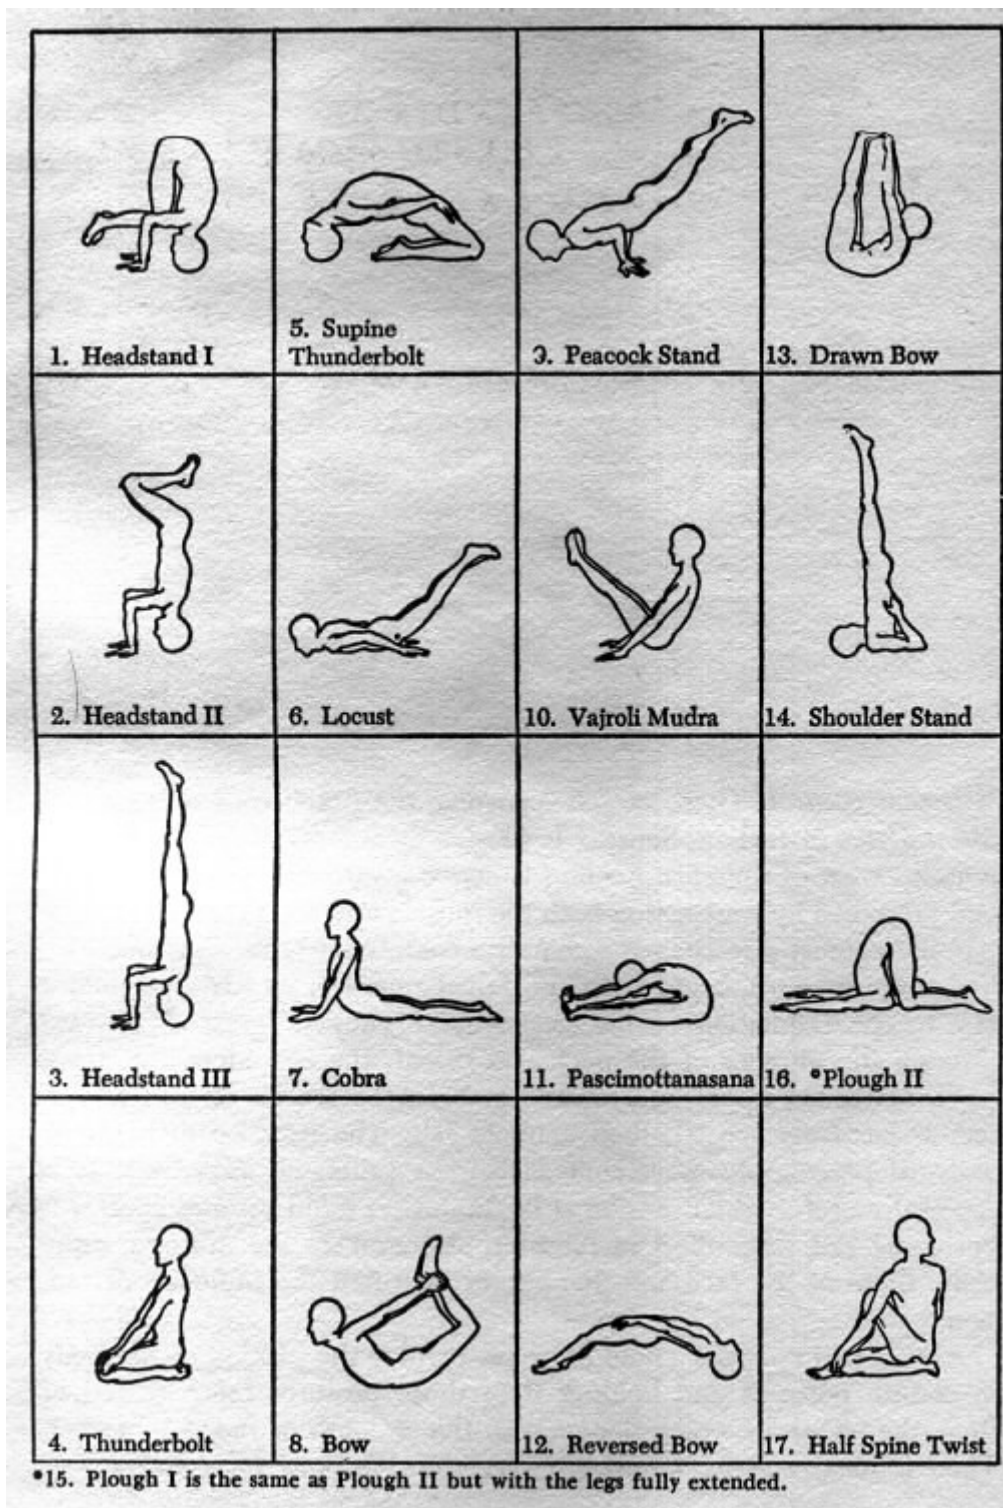 1. Headstand I
5. Supine
Thunderbolt
9. Peacock Stand
13. Drawn Bow
2. Headstand II
6. Locust
10. Vajroli Mudra
14. Shoulder Stand
3. Headstand III
7. Cobra
11. Pascimottanasana
16. *Plough II
4. Thunderbolt
8. Bow
12. Reversed Bow
17. Half Spine Twist
*15. Plough I is the same as Plough II but with the legs fully extended.